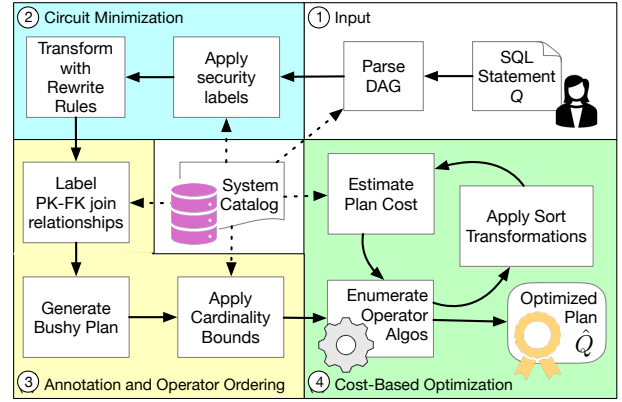 2 Circuit Minimization
1 Input
Transform
with
Rewrite
Rules
Apply
security
labels
Parse
DAG
SQL
Statement
Q
Label
PK-FK join
relationships
System
Catalog
Estimate
Plan Cost
Apply Sort
Transformations
Generate
Bushy Plan
Apply
Cardinality
Bounds
Enumerate
Operator
Algos
Optimized
Plan
Q̂
3 Annotation and Operator Ordering
4 Cost-Based Optimization